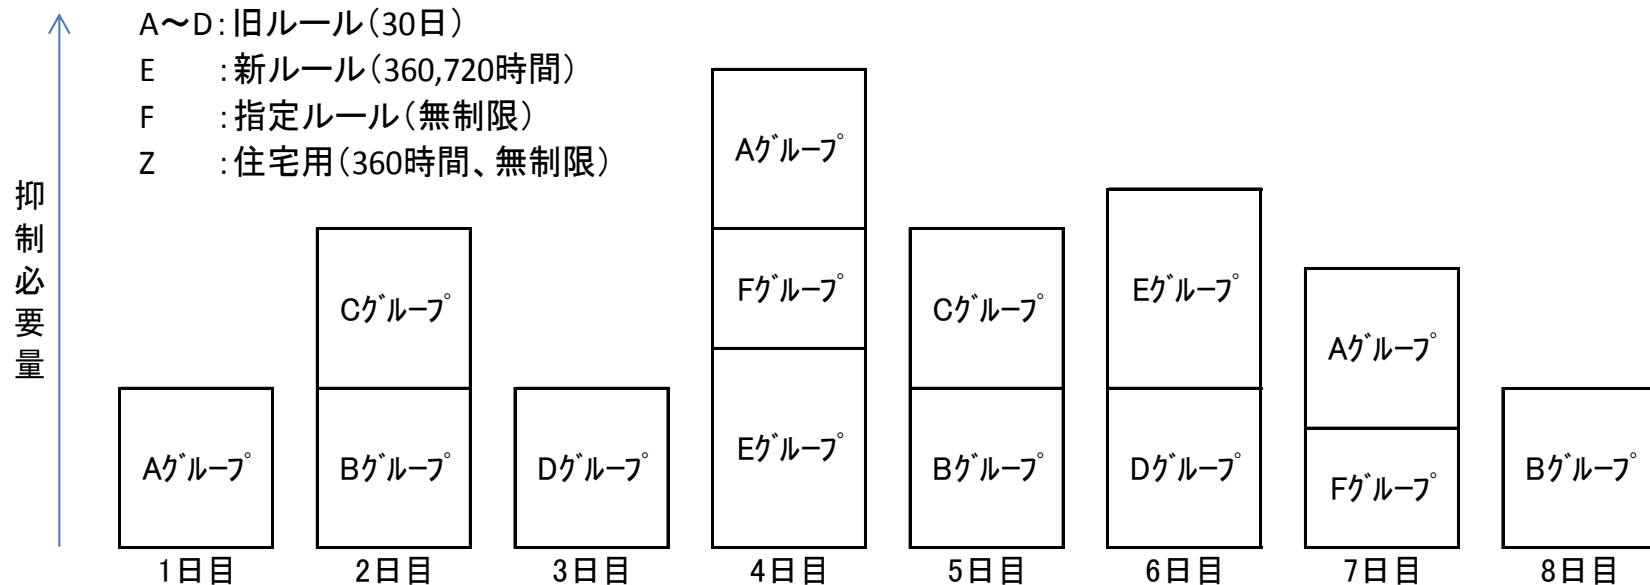 A～D：旧ルール（30日）
E ：新ルール（360,720時間）
F ：指定ルール（無制限）
Z ：住宅用（360時間、無制限）
抑制必要量
Aｸﾞﾙｰﾌﾟ
1日目
Cｸﾞﾙｰﾌﾟ
Bｸﾞﾙｰﾌﾟ
2日目
Dｸﾞﾙｰﾌﾟ
3日目
Aｸﾞﾙｰﾌﾟ
Fｸﾞﾙｰﾌﾟ
Eｸﾞﾙｰﾌﾟ
4日目
Cｸﾞﾙｰﾌﾟ
Bｸﾞﾙｰﾌﾟ
5日目
Eｸﾞﾙｰﾌﾟ
Dｸﾞﾙｰﾌﾟ
6日目
Aｸﾞﾙｰﾌﾟ
Fｸﾞﾙｰﾌﾟ
7日目
Bｸﾞﾙｰﾌﾟ
8日目